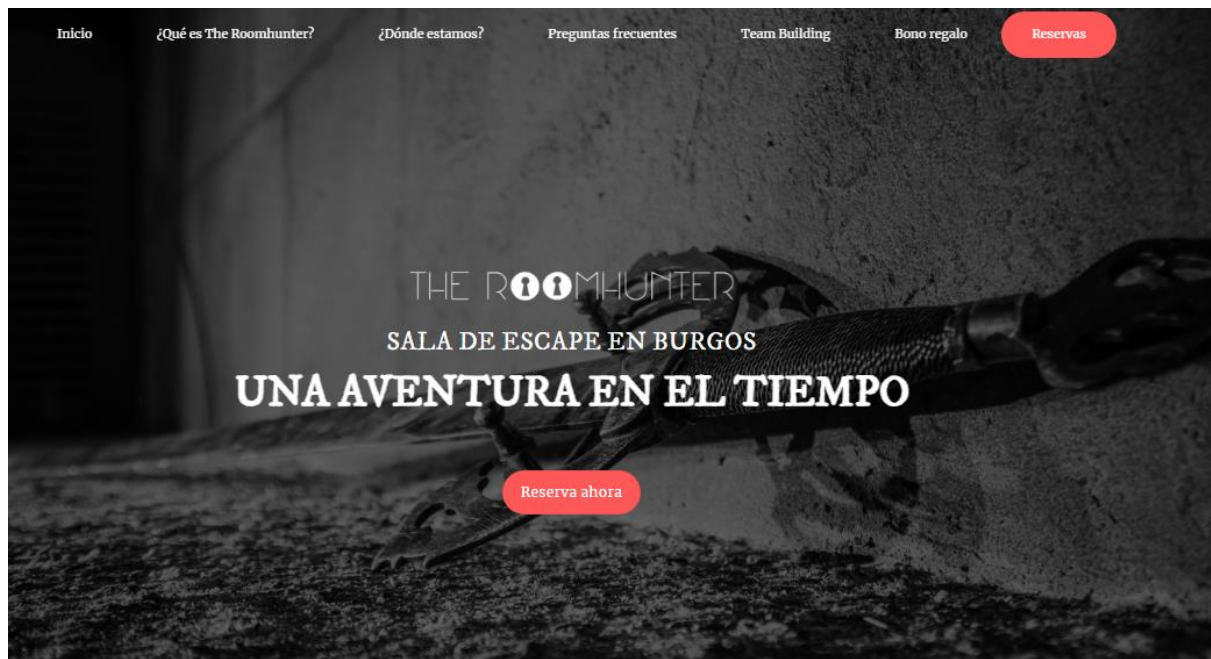 Inicio ¿Qué es The Roomhunter? ¿Dónde estamos? Preguntas frecuentes Team Building Bono regalo Reservas
THE ROOMHUNTER
SALA DE ESCAPE EN BURGOS
UNA AVENTURA EN EL TIEMPO
Reserva ahora